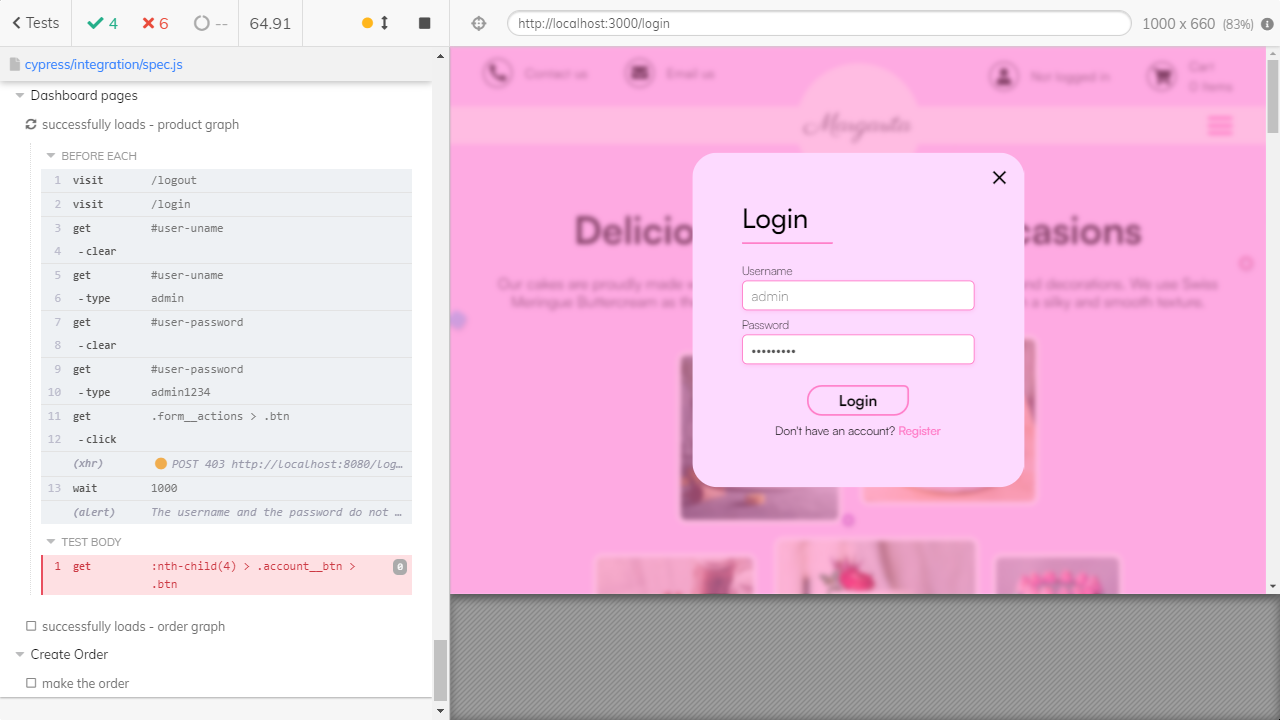 Tests
4
6
--
64.91
http://localhost:3000/login
1000 x 660 (83%)
cypress/integration/spec.js
Dashboard pages
successfully loads - product graph
BEFORE EACH
1 visit /logout
2 visit /login
3 get #user-uname
4 - clear
5 get #user-uname
6 - type admin
7 get #user-password
8 - clear
9 get #user-password
10 - type admin1234
11 get .form__actions > .btn
12 - click
(xhr) POST 403 http://localhost:8080/log…
13 wait 1000
(alert) The username and the password do not …
TEST BODY
1 get :nth-child(4) > .account__btn >
.btn
0
successfully loads - order graph
Create Order
make the order
Contact us
Email us
Not logged in
Cart
0 items
Margarita
Delicio
casions
Our cakes are proudly made
nd decorations. We use Swiss
Meringue Buttercream as the
n a silky and smooth texture.
Login
Username
admin
Password
•••••••••
Login
Don't have an account? Register